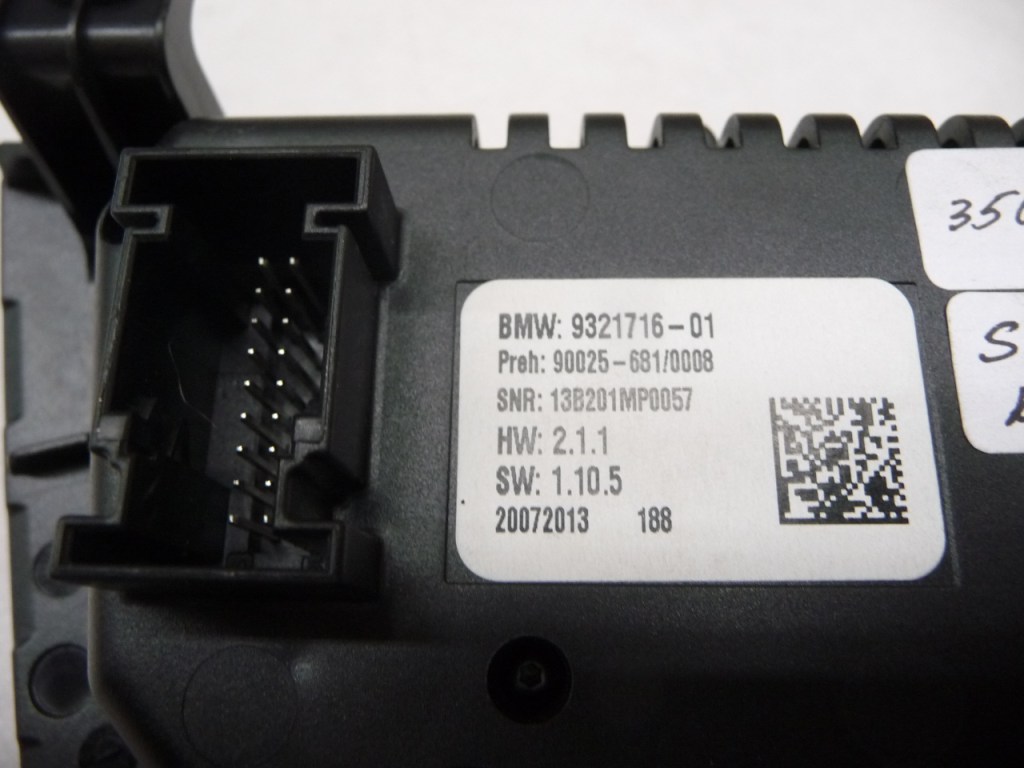 BMW: 9321716-01
Preh: 90025-681/0008
SNR: 13B201MP0057
HW: 2.1.1
SW: 1.10.5
20072013 188